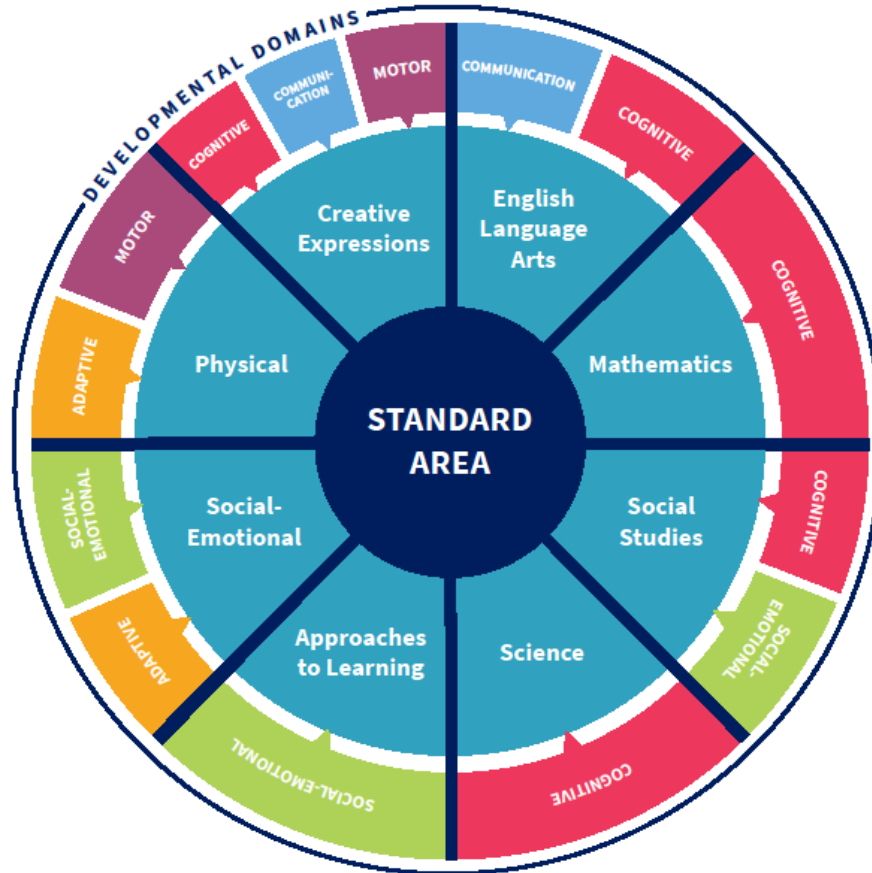 DEVELOPMENTAL DOMAINS
COMMUNICATION
COGNITIVE
COGNITIVE
COGNITIVE
SOCIAL-
EMOTIONAL
COGNITIVE
SOCIAL-EMOTIONAL
ADAPTIVE
SOCIAL-
EMOTIONAL
ADAPTIVE
MOTOR
COGNITIVE
COMMUNI-
CATION
MOTOR
English
Language
Arts
Mathematics
Social
Studies
Science
Approaches
to Learning
Social-
Emotional
Physical
Creative
Expressions
STANDARD
AREA